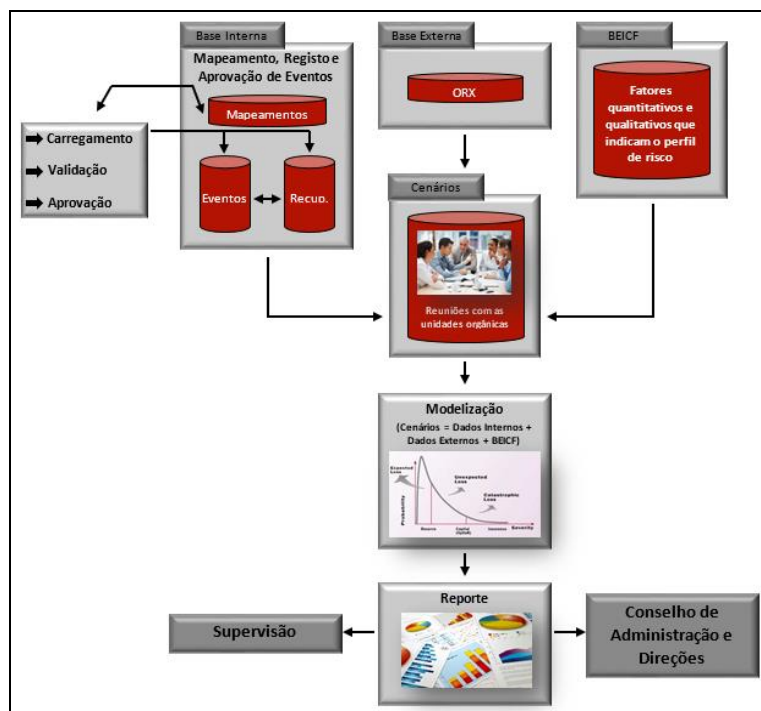 Base Interna
Mapeamento, Registo e
Aprovação de Eventos
Mapeamentos
Eventos
Recup.
Carregamento
Validação
Aprovação
Base Externa
ORX
BEICF
Fatores
quantitativos e
qualitativos que
indicam o perfil
de risco
Cenários
Reuniões com as
unidades orgânicas
Modelização
(Cenários = Dados Internos +
Dados Externos + BEICF)
Expected
Loss
Unexpected
Loss
Catastrophic
Loss
Probability
Severity
Reporte
Supervisão
Conselho de
Administração e
Direções